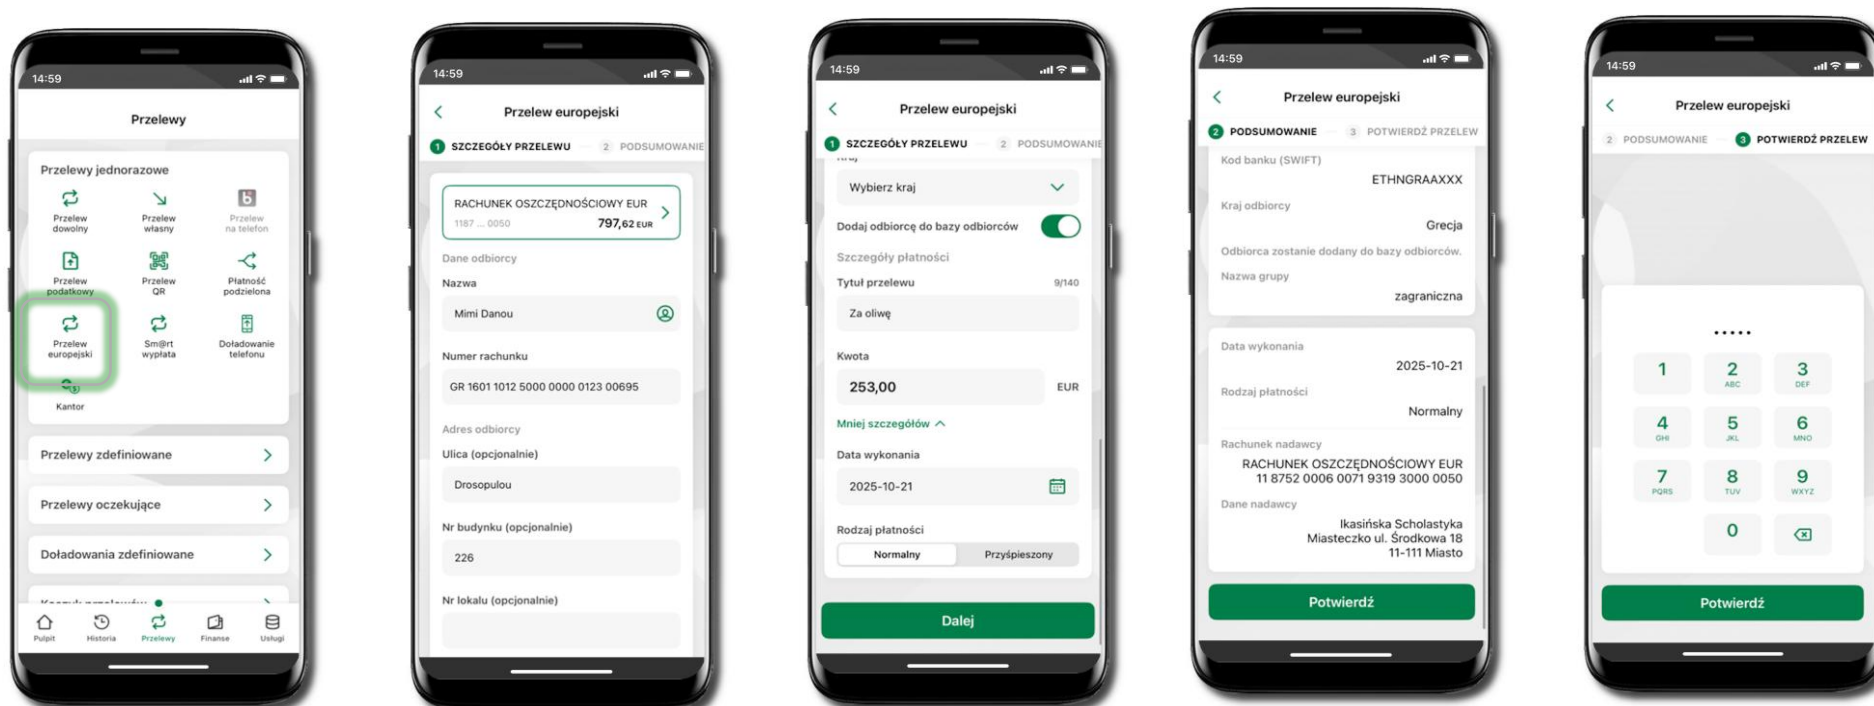 14:59
Przelewy
Przelewy jednorazowe
Przelew
dowolny
Przelew
własny
Przelew
na telefon
Przelew
podatkowy
Przelew
QR
Płatność
podzielona
Przelew
europejski
Sm@rt
wypłata
Doładowanie
telefonu
Kantor
Przelewy zdefiniowane
Przelewy oczekujące
Doładowania zdefiniowane
Koszyk przelewów
Pulpit
Historia
Przelewy
Finanse
Usługi
14:59
Przelew europejski
1 SZCZEGÓŁY PRZELEWU 2 PODSUMOWANIE
RACHUNEK OSZCZĘDNOŚCIOWY EUR
1187 ... 0050 797,62 EUR
Dane odbiorcy
Nazwa
Mimi Danou
Numer rachunku
GR 1601 1012 5000 0000 0123 00695
Adres odbiorcy
Ulica (opcjonalnie)
Drosopulou
Nr budynku (opcjonalnie)
226
Nr lokalu (opcjonalnie)
14:59
Przelew europejski
1 SZCZEGÓŁY PRZELEWU 2 PODSUMOWANIE
Kraj
Wybierz kraj
Dodaj odbiorcę do bazy odbiorców
Szczegóły płatności
Tytuł przelewu 9/140
Za oliwę
Kwota
253,00 EUR
Mniej szczegółów
Data wykonania
2025-10-21
Rodzaj płatności
Normalny Przyśpieszony
Dalej
14:59
Przelew europejski
2 PODSUMOWANIE 3 POTWIERDŹ PRZELEW
Kod banku (SWIFT)
ETHNGRAAXXX
Kraj odbiorcy
Grecja
Odbiorca zostanie dodany do bazy odbiorców.
Nazwa grupy
zagraniczna
Data wykonania
2025-10-21
Rodzaj płatności
Normalny
Rachunek nadawcy
RACHUNEK OSZCZĘDNOŚCIOWY EUR
11 8752 0006 0071 9319 3000 0050
Dane nadawcy
Ikasińska Scholastyka
Miasteczko ul. Środkowa 18
11-111 Miasto
Potwierdź
14:59
Przelew europejski
2 PODSUMOWANIE 3 POTWIERDŹ PRZELEW
•••••
1
2
ABC
3
DEF
4
GHI
5
JKL
6
MNO
7
PQRS
8
TUV
9
WXYZ
0
Potwierdź